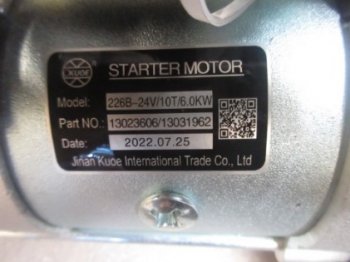 KUOE
STARTER MOTOR
Model: 226B-24V/10T/6.0KW
Part NO.: 13023606/13031962
Date: 2022.07.25
Jinan Kuoe International Trade Co., Ltd